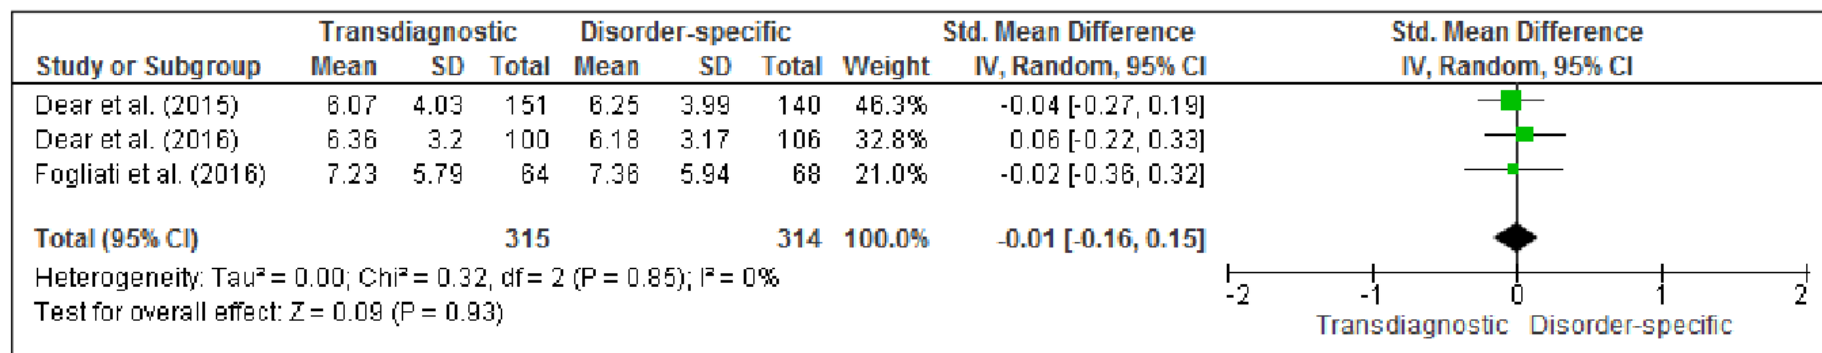 Transdiagnostic Disorder-specific Std. Mean Difference Std. Mean Difference
Study or Subgroup Mean SD Total Mean SD Total Weight IV, Random, 95% CI IV, Random, 95% CI
Dear et al. (2015) 6.07 4.03 151 6.25 3.99 140 46.3% -0.04 [-0.27, 0.19]
Dear et al. (2016) 6.36 3.2 100 6.18 3.17 106 32.8% 0.06 [-0.22, 0.33]
Fogliati et al. (2016) 7.23 5.79 64 7.36 5.94 68 21.0% -0.02 [-0.36, 0.32]
Total (95% CI) 315 314 100.0% -0.01 [-0.16, 0.15]
Heterogeneity: Tau² = 0.00; Chi² = 0.32, df = 2 (P = 0.85); I² = 0%
Test for overall effect: Z = 0.09 (P = 0.93)
-2 -1 0 1 2
Transdiagnostic Disorder-specific